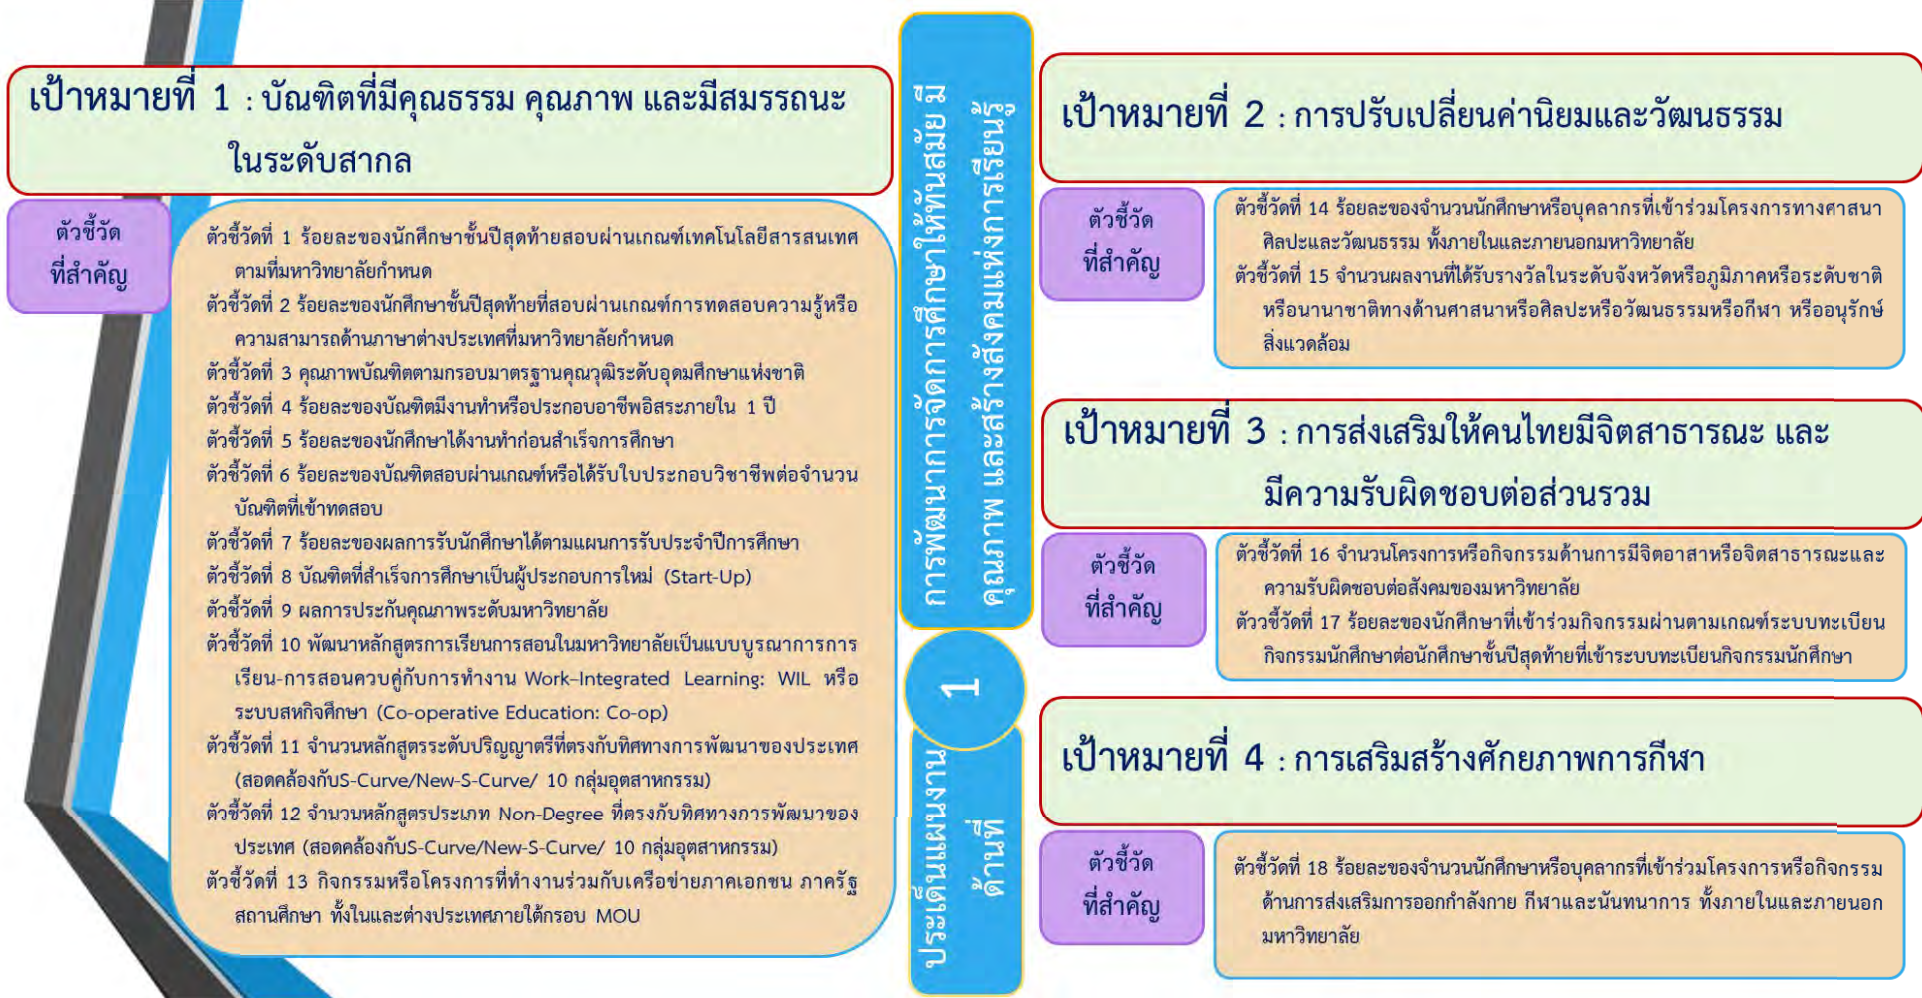 เป้าหมายที่ 1 : บัณฑิตที่มีคุณธรรม คุณภาพ และมีสมรรถนะ
ในระดับสากล
ตัวชี้วัด
ที่สำคัญ
ตัวชี้วัดที่ 1 ร้อยละของนักศึกษาชั้นปีสุดท้ายสอบผ่านเกณฑ์เทคโนโลยีสารสนเทศ
ตามที่มหาวิทยาลัยกำหนด
ตัวชี้วัดที่ 2 ร้อยละของนักศึกษาชั้นปีสุดท้ายที่สอบผ่านเกณฑ์การทดสอบความรู้หรือ
ความสามารถด้านภาษาต่างประเทศที่มหาวิทยาลัยกำหนด
ตัวชี้วัดที่ 3 คุณภาพบัณฑิตตามกรอบมาตรฐานคุณวุฒิระดับอุดมศึกษาแห่งชาติ
ตัวชี้วัดที่ 4 ร้อยละของบัณฑิตมีงานทำหรือประกอบอาชีพอิสระภายใน 1 ปี
ตัวชี้วัดที่ 5 ร้อยละของนักศึกษาได้งานทำก่อนสำเร็จการศึกษา
ตัวชี้วัดที่ 6 ร้อยละของบัณฑิตสอบผ่านเกณฑ์หรือได้รับใบประกอบวิชาชีพต่อจำนวน
บัณฑิตที่เข้าทดสอบ
ตัวชี้วัดที่ 7 ร้อยละของผลการรับนักศึกษาได้ตามแผนการรับประจำปีการศึกษา
ตัวชี้วัดที่ 8 บัณฑิตที่สำเร็จการศึกษาเป็นผู้ประกอบการใหม่ (Start-Up)
ตัวชี้วัดที่ 9 ผลการประกันคุณภาพระดับมหาวิทยาลัย
ตัวชี้วัดที่ 10 พัฒนาหลักสูตรการเรียนการสอนในมหาวิทยาลัยเป็นแบบบูรณาการการ
เรียน-การสอนควบคู่กับการทำงาน Work–Integrated Learning: WIL หรือ
ระบบสหกิจศึกษา (Co-operative Education: Co-op)
ตัวชี้วัดที่ 11 จำนวนหลักสูตรระดับปริญญาตรีที่ตรงกับทิศทางการพัฒนาของประเทศ
(สอดคล้องกับS-Curve/New-S-Curve/ 10 กลุ่มอุตสาหกรรม)
ตัวชี้วัดที่ 12 จำนวนหลักสูตรประเภท Non-Degree ที่ตรงกับทิศทางการพัฒนาของ
ประเทศ (สอดคล้องกับS-Curve/New-S-Curve/ 10 กลุ่มอุตสาหกรรม)
ตัวชี้วัดที่ 13 กิจกรรมหรือโครงการที่ทำงานร่วมกับเครือข่ายภาคเอกชน ภาครัฐ
สถานศึกษา ทั้งในและต่างประเทศภายใต้กรอบ MOU
ประเด็นแผนงาน
ด้านที่
1
การพัฒนาการจัดการศึกษาให้ทันสมัย มี
คุณภาพ และสร้างสังคมแห่งการเรียนรู้
เป้าหมายที่ 2 : การปรับเปลี่ยนค่านิยมและวัฒนธรรม
ตัวชี้วัด
ที่สำคัญ
ตัวชี้วัดที่ 14 ร้อยละของจำนวนนักศึกษาหรือบุคลากรที่เข้าร่วมโครงการทางศาสนา
ศิลปะและวัฒนธรรม ทั้งภายในและภายนอกมหาวิทยาลัย
ตัวชี้วัดที่ 15 จำนวนผลงานที่ได้รับรางวัลในระดับจังหวัดหรือภูมิภาคหรือระดับชาติ
หรือนานาชาติทางด้านศาสนาหรือศิลปะหรือวัฒนธรรมหรือกีฬา หรืออนุรักษ์
สิ่งแวดล้อม
เป้าหมายที่ 3 : การส่งเสริมให้คนไทยมีจิตสาธารณะ และ
มีความรับผิดชอบต่อส่วนรวม
ตัวชี้วัด
ที่สำคัญ
ตัวชี้วัดที่ 16 จำนวนโครงการหรือกิจกรรมด้านการมีจิตอาสาหรือจิตสาธารณะและ
ความรับผิดชอบต่อสังคมของมหาวิทยาลัย
ตัววชี้วัดที่ 17 ร้อยละของนักศึกษาที่เข้าร่วมกิจกรรมผ่านตามเกณฑ์ระบบทะเบียน
กิจกรรมนักศึกษาต่อนักศึกษาชั้นปีสุดท้ายที่เข้าระบบทะเบียนกิจกรรมนักศึกษา
เป้าหมายที่ 4 : การเสริมสร้างศักยภาพการกีฬา
ตัวชี้วัด
ที่สำคัญ
ตัวชี้วัดที่ 18 ร้อยละของจำนวนนักศึกษาหรือบุคลากรที่เข้าร่วมโครงการหรือกิจกรรม
ด้านการส่งเสริมการออกกำลังกาย กีฬาและนันทนาการ ทั้งภายในและภายนอก
มหาวิทยาลัย